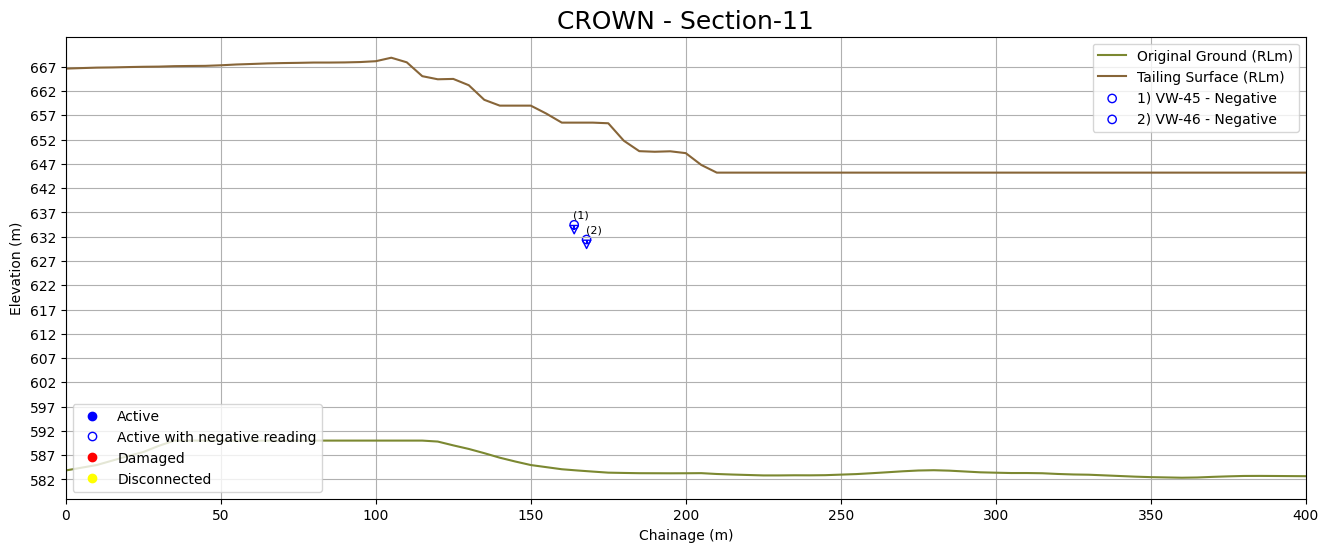 CROWN - Section-11
Original Ground (RLm)
Tailing Surface (RLm)
1) VW-45 - Negative
2) VW-46 - Negative
667
662
657
652
647
642
637
632
627
622
617
612
607
602
597
592
587
582
Elevation (m)
(1)
(2)
Active
Active with negative reading
Damaged
Disconnected
0 50 100 150 200 250 300 350 400
Chainage (m)